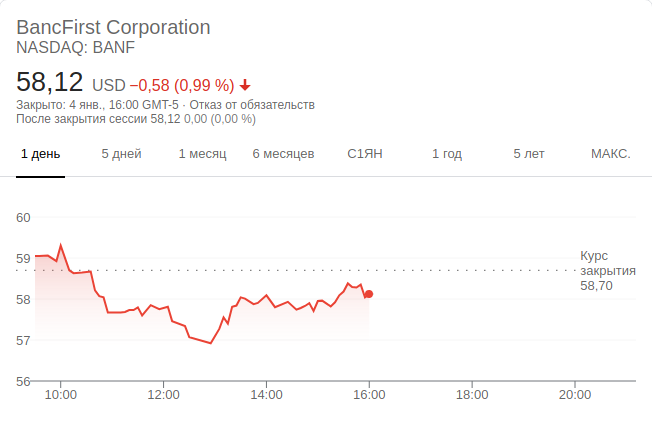 BancFirst Corporation
NASDAQ: BANF
58,12 USD −0,58 (0,99 %)
Закрыто: 4 янв., 16:00 GMT-5 · Отказ от обязательств
После закрытия сессии 58,12 0,00 (0,00 %)
1 день 5 дней 1 месяц 6 месяцев С1ЯН 1 год 5 лет МАКС.
60
59
58
57
56
Курс
закрытия
58,70
10:00 12:00 14:00 16:00 18:00 20:00